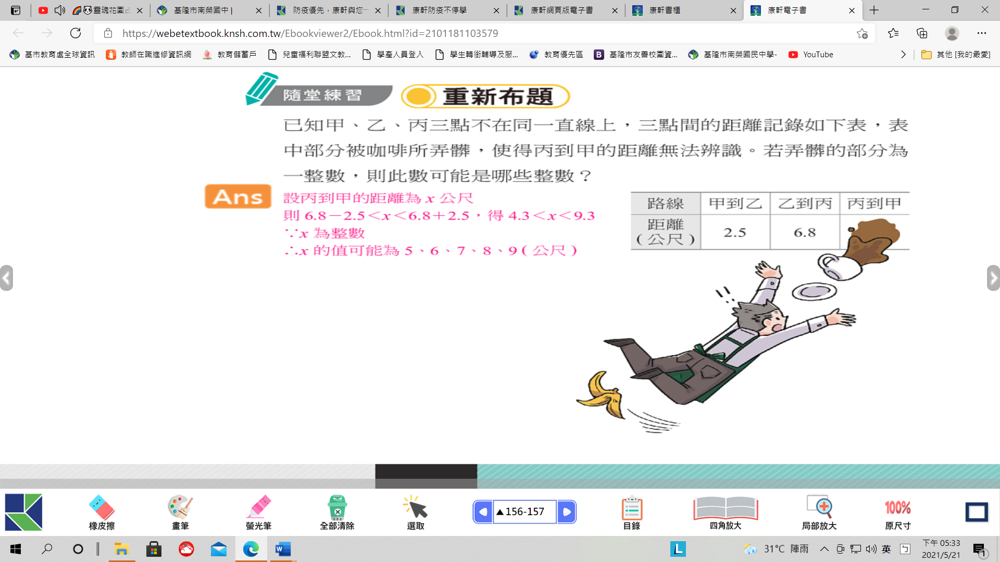 靈魂花園占
基隆市南榮國中 |
防疫優先，康軒與您一
康軒防疫不停學
康軒網頁版電子書
康軒書櫃
康軒電子書
https://webetextbook.knsh.com.tw/Ebookviewer2/Ebook.html?id=2101181103579
基市教育處全球資訊
教師在職進修資訊網
教育儲蓄戶
兒童福利聯盟文教...
學產人員登入
學生轉銜輔導及服...
教育優先區
基隆市友善校園資...
基隆市南榮國民中學-
YouTube
其他 [我的最愛]
隨堂練習
重新布題
已知甲、乙、丙三點不在同一直線上，三點間的距離記錄如下表，表
中部分被咖啡所弄髒，使得丙到甲的距離無法辨識。若弄髒的部分為
一整數，則此數可能是哪些整數？
Ans
設丙到甲的距離為 x 公尺
則 6.8－2.5＜x＜6.8＋2.5，得 4.3＜x＜9.3
∵x 為整數
∴x 的值可能為 5、6、7、8、9（公尺）
路線 甲到乙 乙到丙 丙到甲
距離
（公尺） 2.5 6.8
橡皮擦
畫筆
螢光筆
全部清除
選取
▲156-157
目錄
四角放大
局部放大
100%
原尺寸
31°C 陣雨
英
下午 05:33
2021/5/21
1